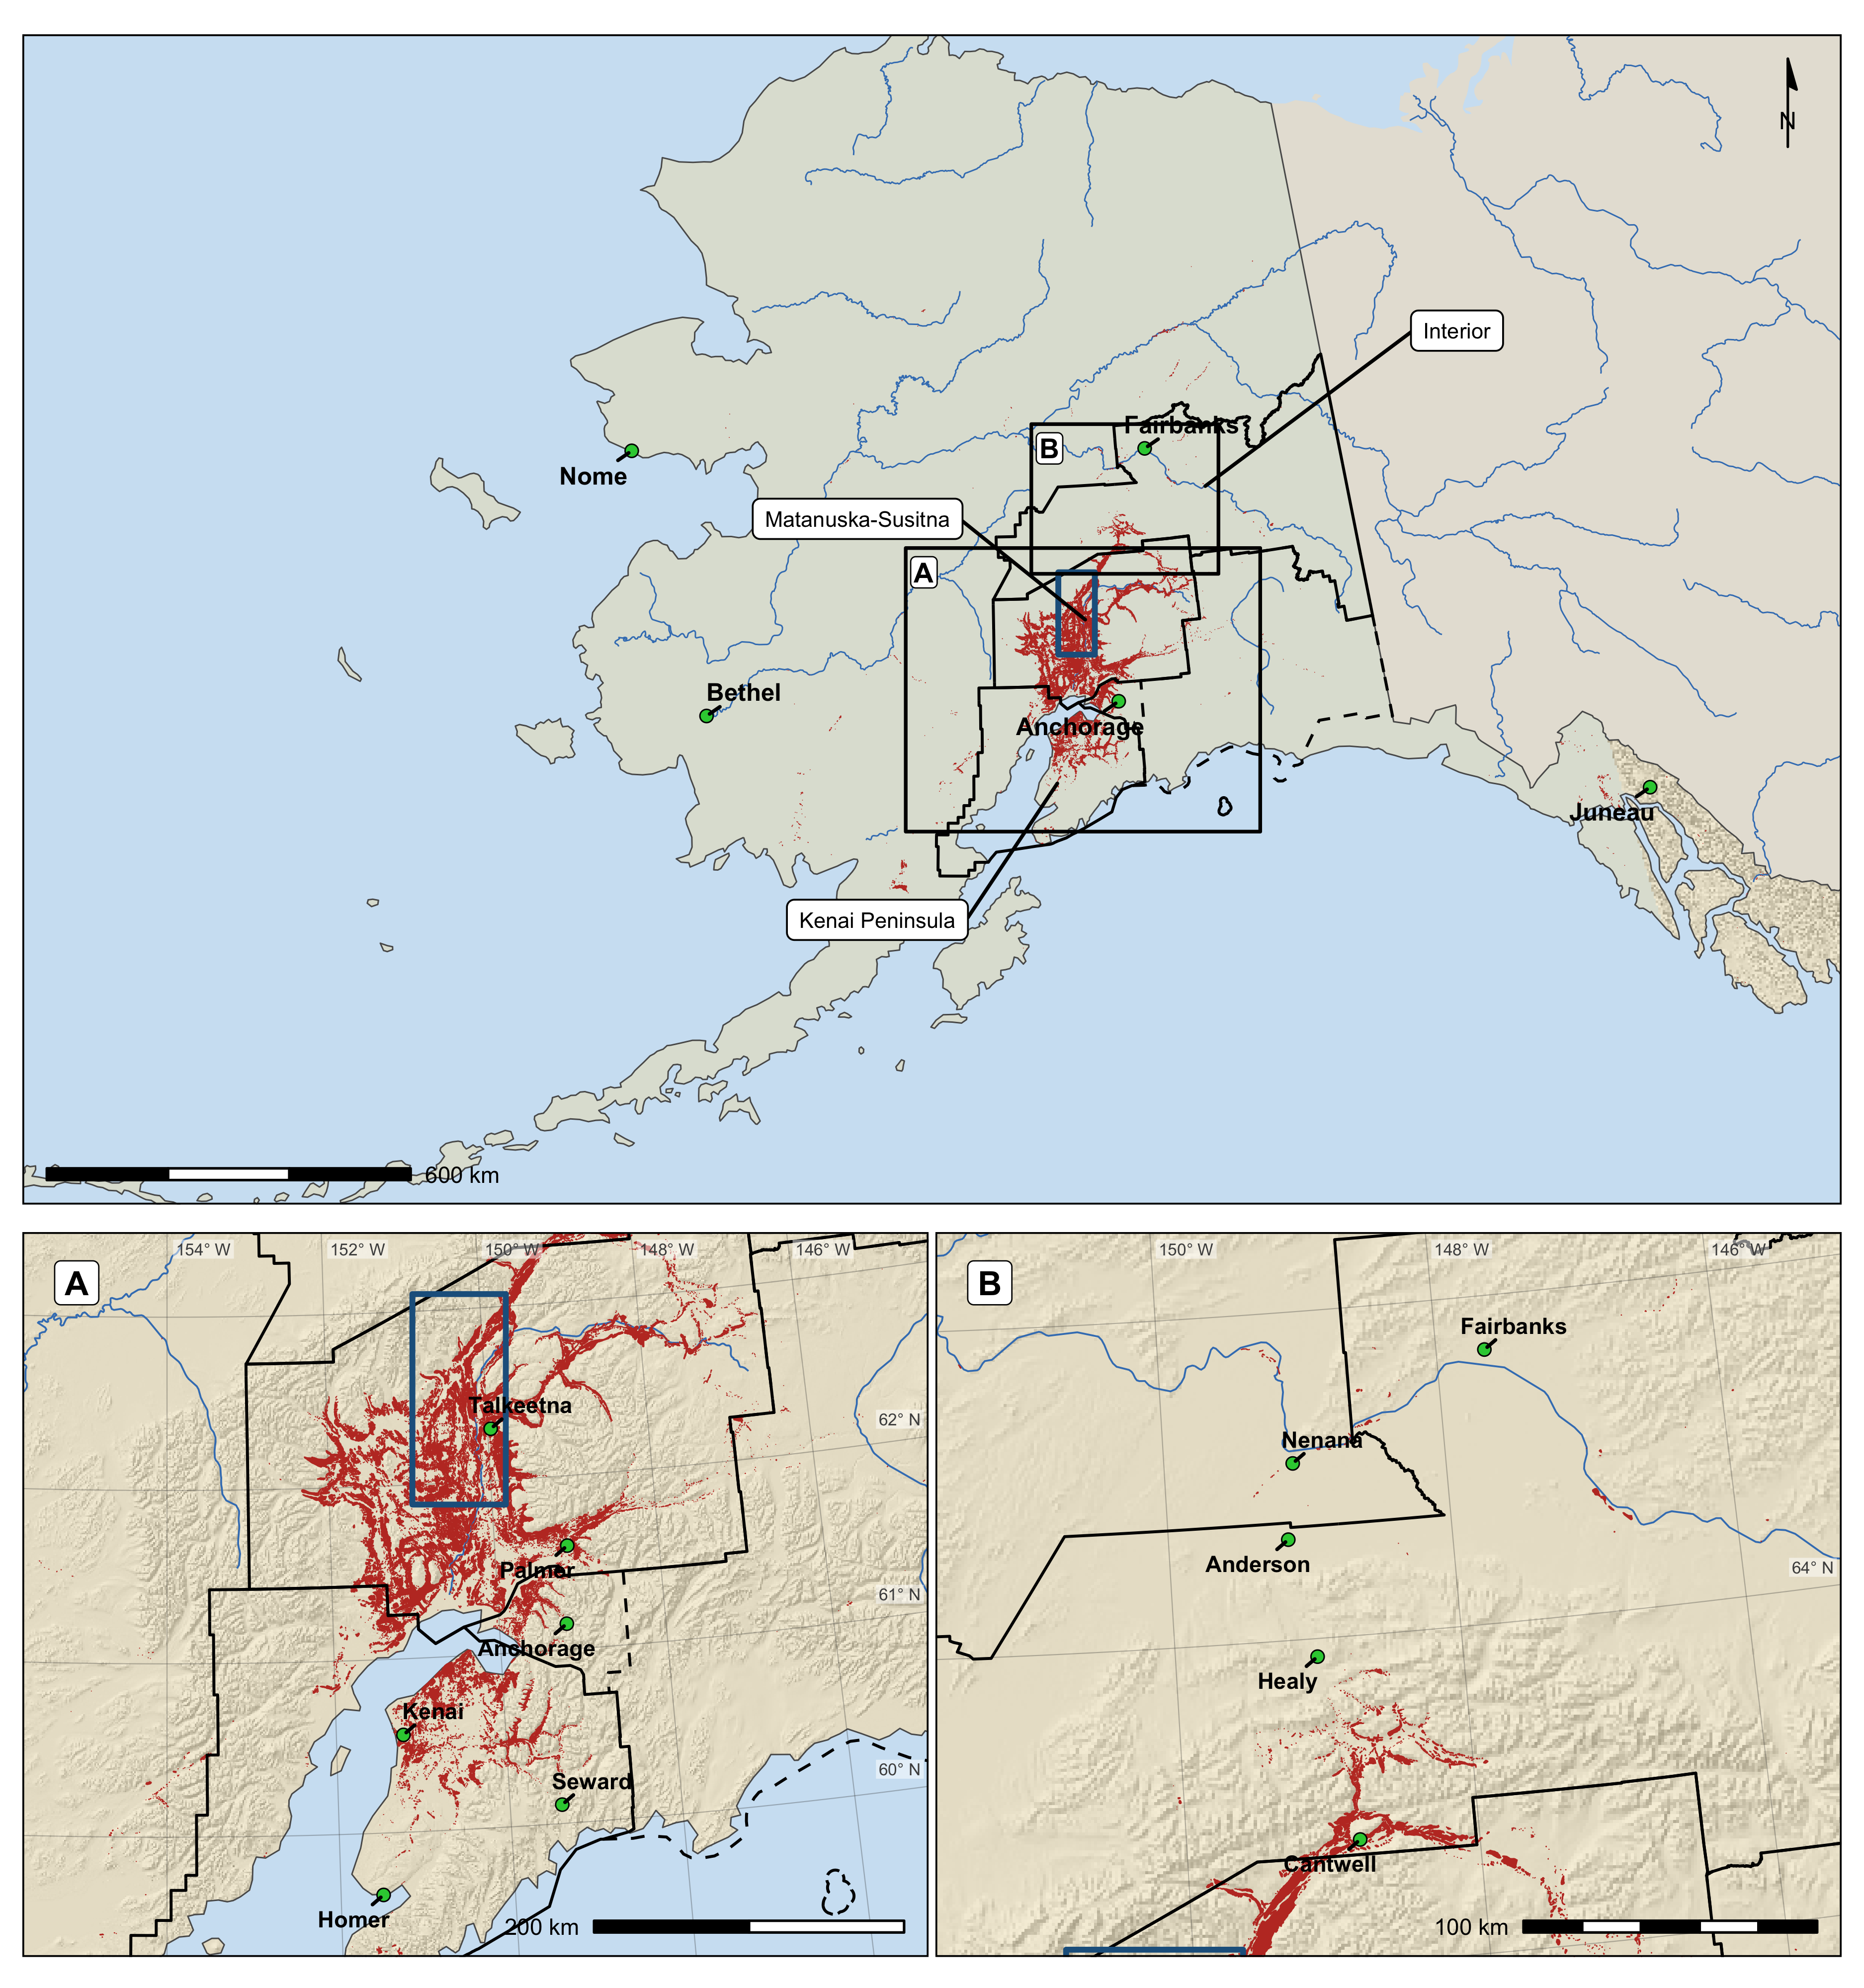 N
Interior
Fairbanks
B
Nome
Matanuska-Susitna
A
Bethel
Anchorage
Juneau
Kenai Peninsula
600 km
154° W
152° W
150° W
148° W
146° W
A
Talkeetna
62° N
Palmer
61° N
Anchorage
Kenai
60° N
Seward
Homer
200 km
150° W
148° W
146° W
B
Fairbanks
Nenana
Anderson
64° N
Healy
Cantwell
100 km